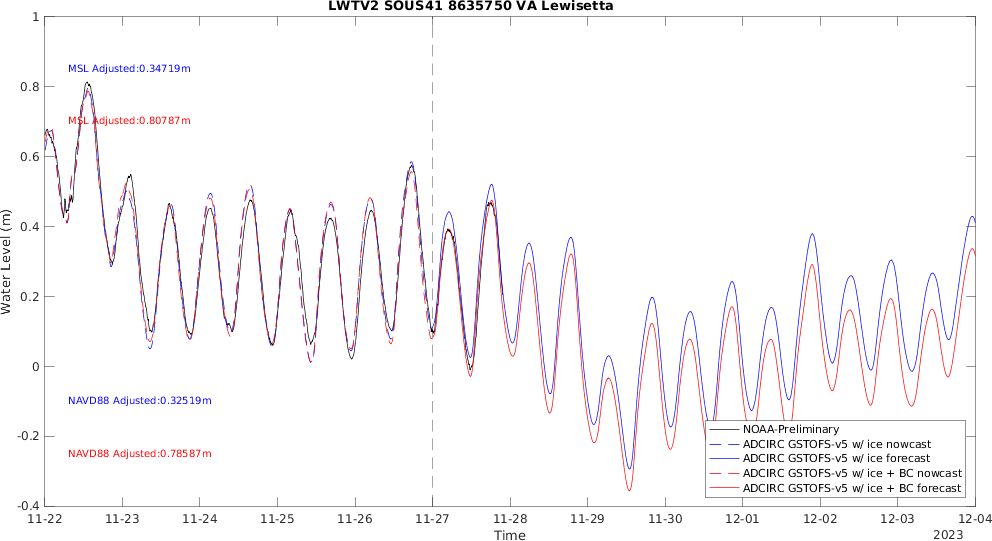 LWTV2 SOUS41 8635750 VA Lewisetta
1
0.8
0.6
0.4
0.2
0
-0.2
-0.4
Water Level (m)
MSL Adjusted:0.34719m
MSL Adjusted:0.80787m
NAVD88 Adjusted:0.32519m
NAVD88 Adjusted:0.78587m
NOAA-Preliminary
ADCIRC GSTOFS-v5 w/ ice nowcast
ADCIRC GSTOFS-v5 w/ ice forecast
ADCIRC GSTOFS-v5 w/ ice + BC nowcast
ADCIRC GSTOFS-v5 w/ ice + BC forecast
11-22 11-23 11-24 11-25 11-26 11-27 11-28 11-29 11-30 12-01 12-02 12-03 12-04
Time
2023